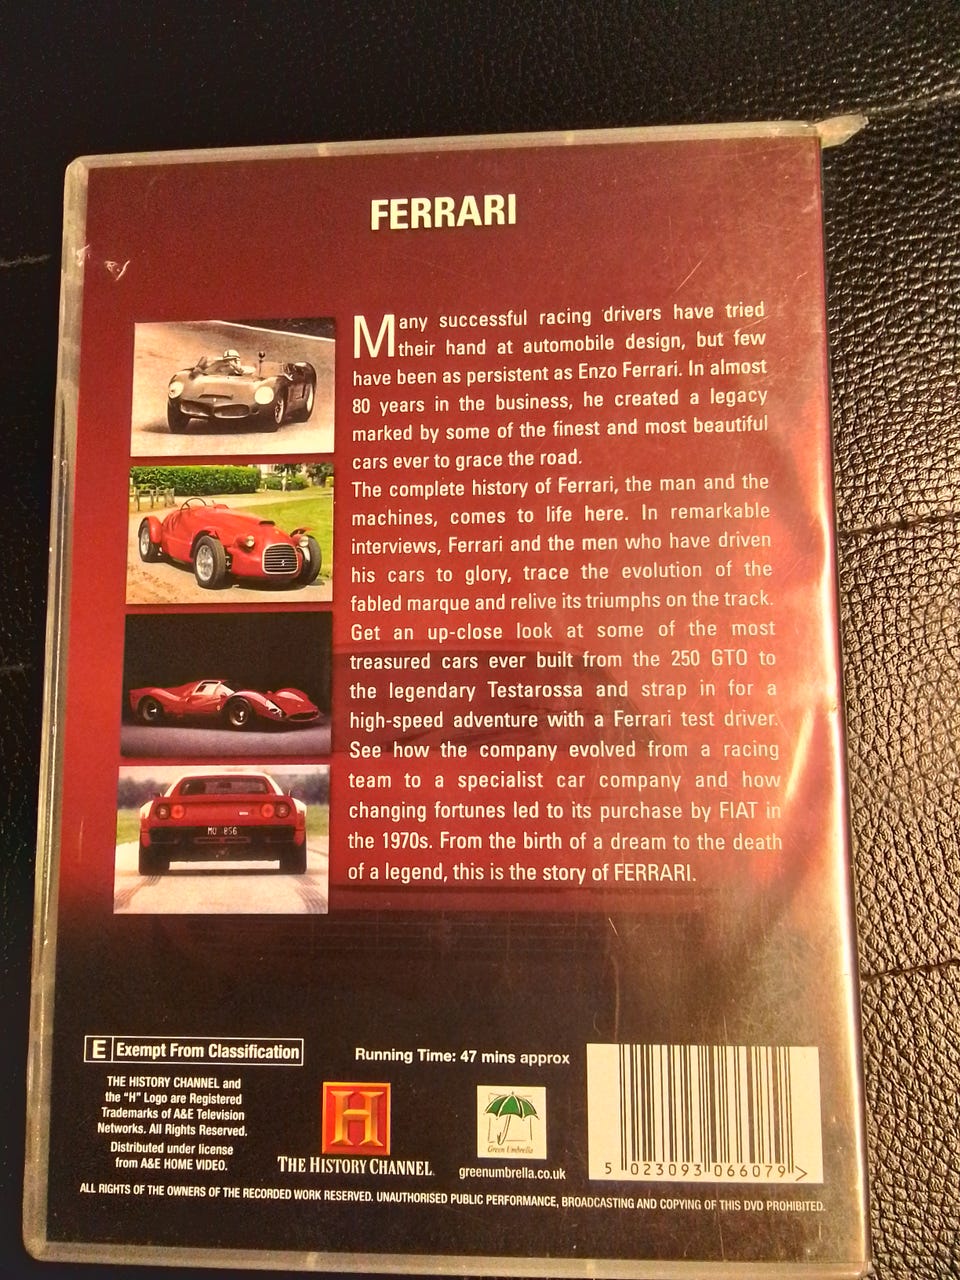 FERRARI
Many successful racing drivers have tried
their hand at automobile design, but few
have been as persistent as Enzo Ferrari. In almost
80 years in the business, he created a legacy
marked by some of the finest and most beautiful
cars ever to grace the road.
The complete history of Ferrari, the man and the
machines, comes to life here. In remarkable
interviews, Ferrari and the men who have driven
his cars to glory, trace the evolution of the
fabled marque and relive its triumphs on the track.
Get an up-close look at some of the most
treasured cars ever built from the 250 GTO to
the legendary Testarossa and strap in for a
high-speed adventure with a Ferrari test driver.
See how the company evolved from a racing
team to a specialist car company and how
changing fortunes led to its purchase by FIAT in
the 1970s. From the birth of a dream to the death
of a legend, this is the story of FERRARI.
MO 856
E Exempt From Classification
Running Time: 47 mins approx
THE HISTORY CHANNEL and
the "H" Logo are Registered
Trademarks of A&E Television
Networks. All Rights Reserved.
Distributed under license
from A&E HOME VIDEO.
H
THE HISTORY CHANNEL.
Green Umbrella
greenumbrella.co.uk
5 023093 066079 >
ALL RIGHTS OF THE OWNERS OF THE RECORDED WORK RESERVED. UNAUTHORISED PUBLIC PERFORMANCE, BROADCASTING AND COPYING OF THIS DVD PROHIBITED.